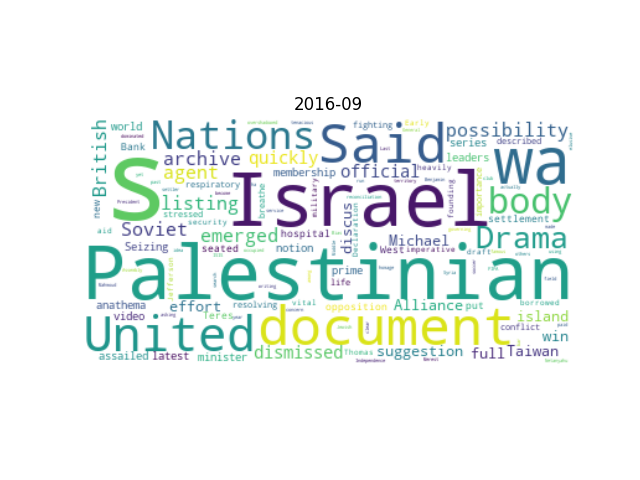 2016-09
British
world
Nations
Said
fighting
Early
possibility
series
described
Bank
archive
quickly
official
leaders
wa
new
S
Israel
agent
membership
heavily
respiratory
breathe
military
founding
importance
listing
body
aid
stressed
security
discus
Declaration
settlement
Soviet
emerged
hospital
Michael
Drama
Seizing
seated
notion
West
imperative
draft
Jefferson
prime
life
Palestinian
anathema
effort
resolving
vital
opposition
Alliance
put
borrowed
video
Peres
island
United
document
conflict
win
assailed
latest
minister
dismissed
Thomas
suggestion
full
Taiwan
Independence